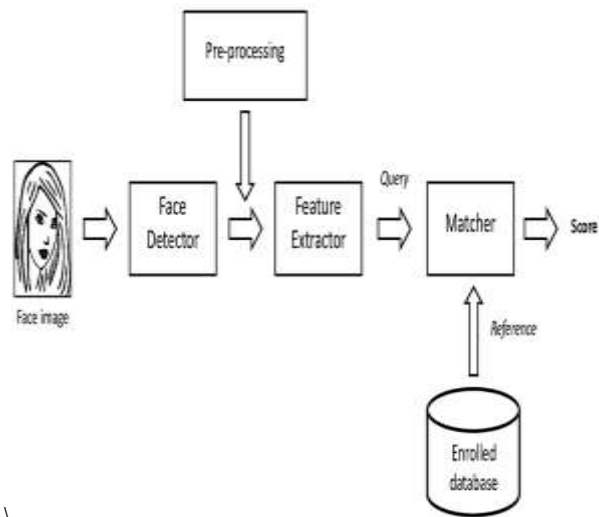 Pre-processing
Query
Face
Detector
Feature
Extractor
Matcher
Score
Face image
Reference
Enrolled
database
\